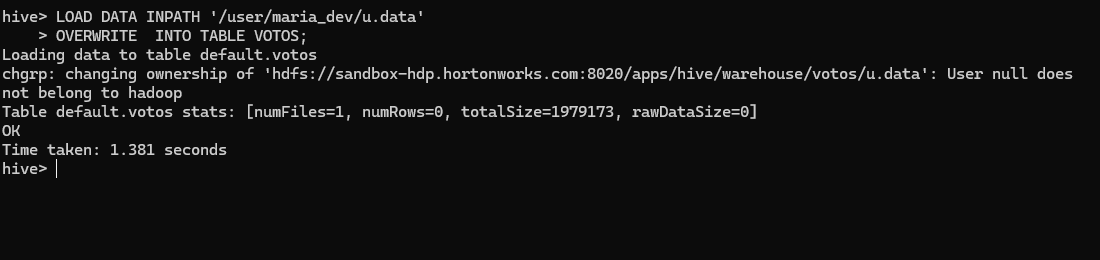 hive> LOAD DATA INPATH '/user/maria_dev/u.data'
    > OVERWRITE  INTO TABLE VOTOS;
Loading data to table default.votos
chgrp: changing ownership of 'hdfs://sandbox-hdp.hortonworks.com:8020/apps/hive/warehouse/votos/u.data': User null does
not belong to hadoop
Table default.votos stats: [numFiles=1, numRows=0, totalSize=1979173, rawDataSize=0]
OK
Time taken: 1.381 seconds
hive>